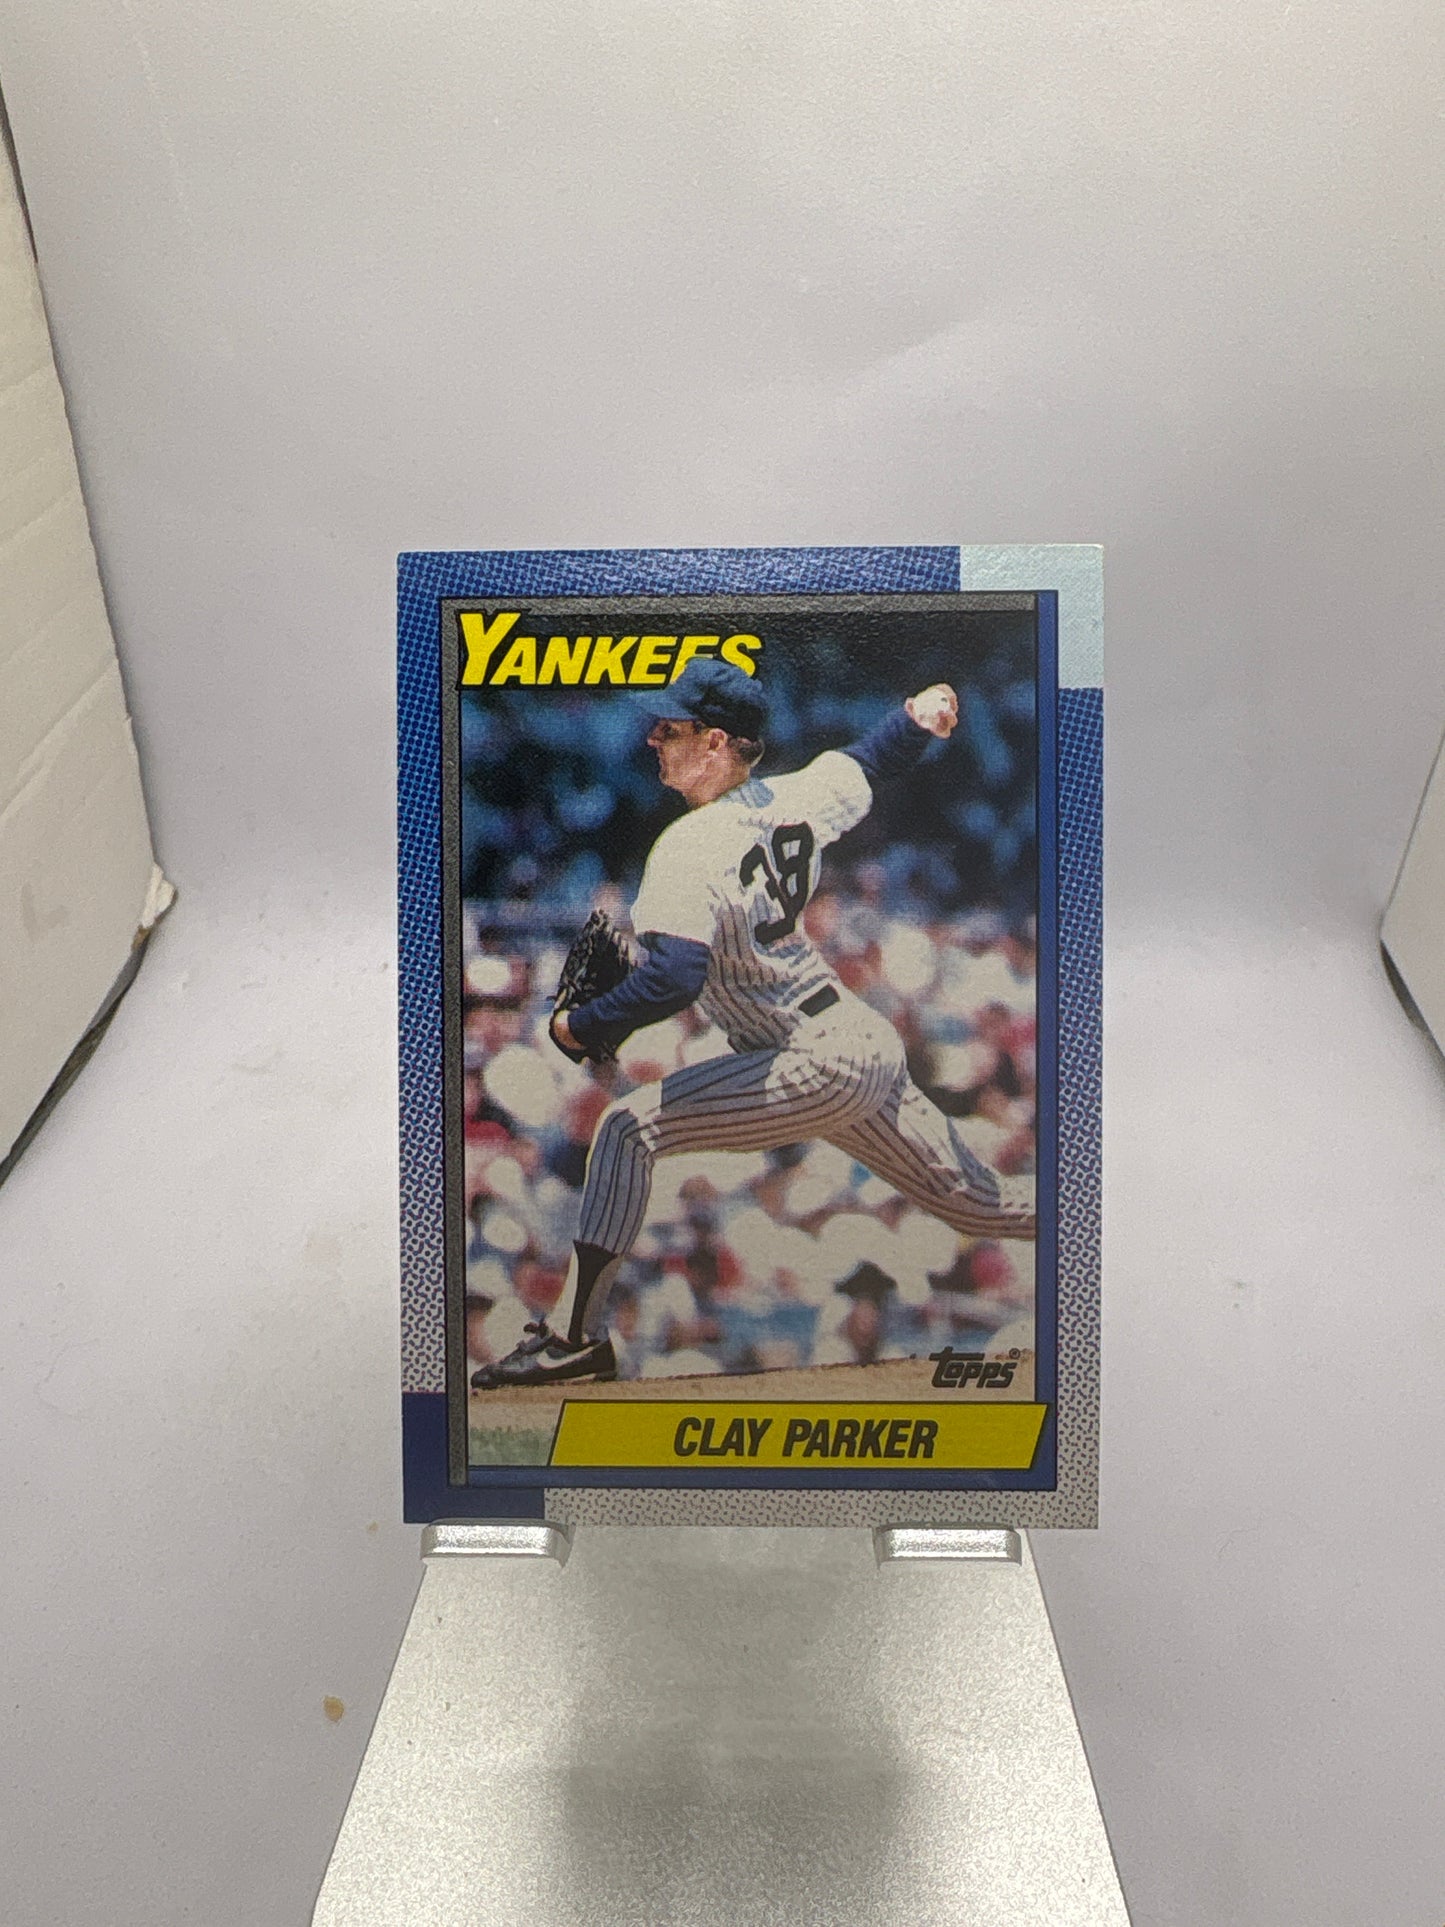 YANKEES
38
TOPPS®
CLAY PARKER